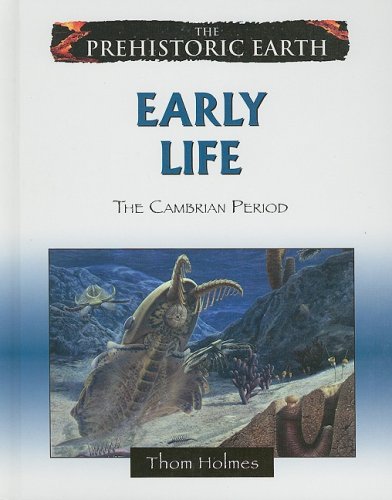 THE
PREHISTORIC EARTH
EARLY
LIFE
THE CAMBRIAN PERIOD
Thom Holmes